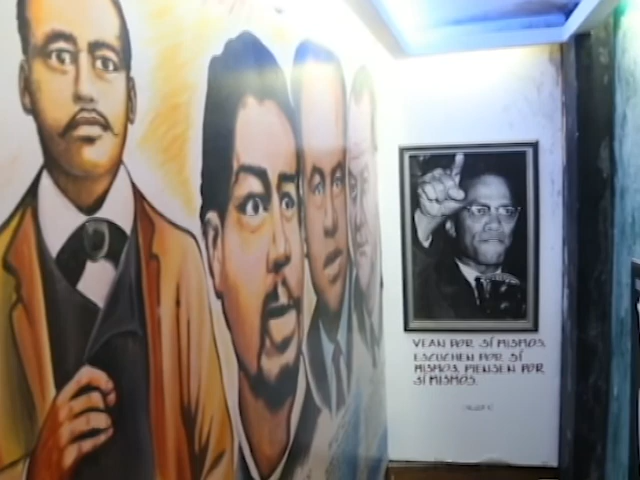 VEAN POR SÍ MISMOS,
ESCUCHEN POR SÍ
MISMOS, PIENSEN POR
SÍ MISMOS.